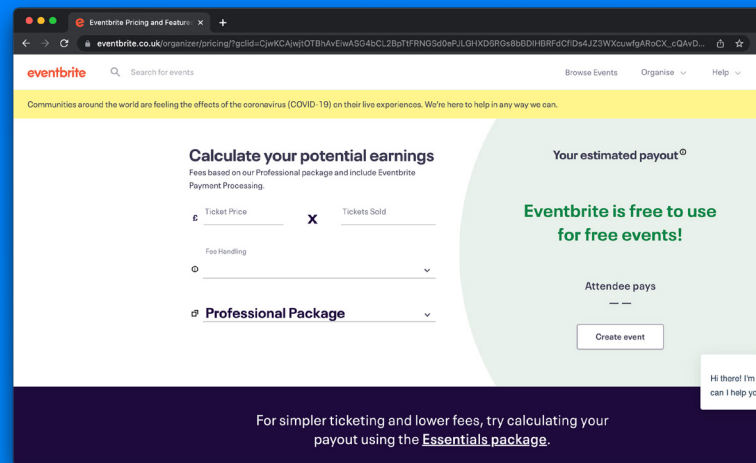 Eventbrite Pricing and Features
eventbrite.co.uk/organizer/pricing/?gclid=CjwKCAjwjtOTBhAvEiwASG4bCL2BpTtFRNGSd0ePJLGHXD6RGs8bBDIHBRFdCflDs4JZ3WXcuwfgARoCX_cQAvD...
eventbrite
Search for events
Browse Events
Organise
Help
Communities around the world are feeling the effects of the coronavirus (COVID-19) on their live experiences. We're here to help in any way we can.
Calculate your potential earnings
Fees based on our Professional package and include Eventbrite
Payment Processing.
£ Ticket Price
x
Tickets Sold
Fee Handling
Professional Package
Your estimated payout
Eventbrite is free to use
for free events!
Attendee pays
— —
Create event
Hi there! I'm
can I help yo
For simpler ticketing and lower fees, try calculating your
payout using the Essentials package.